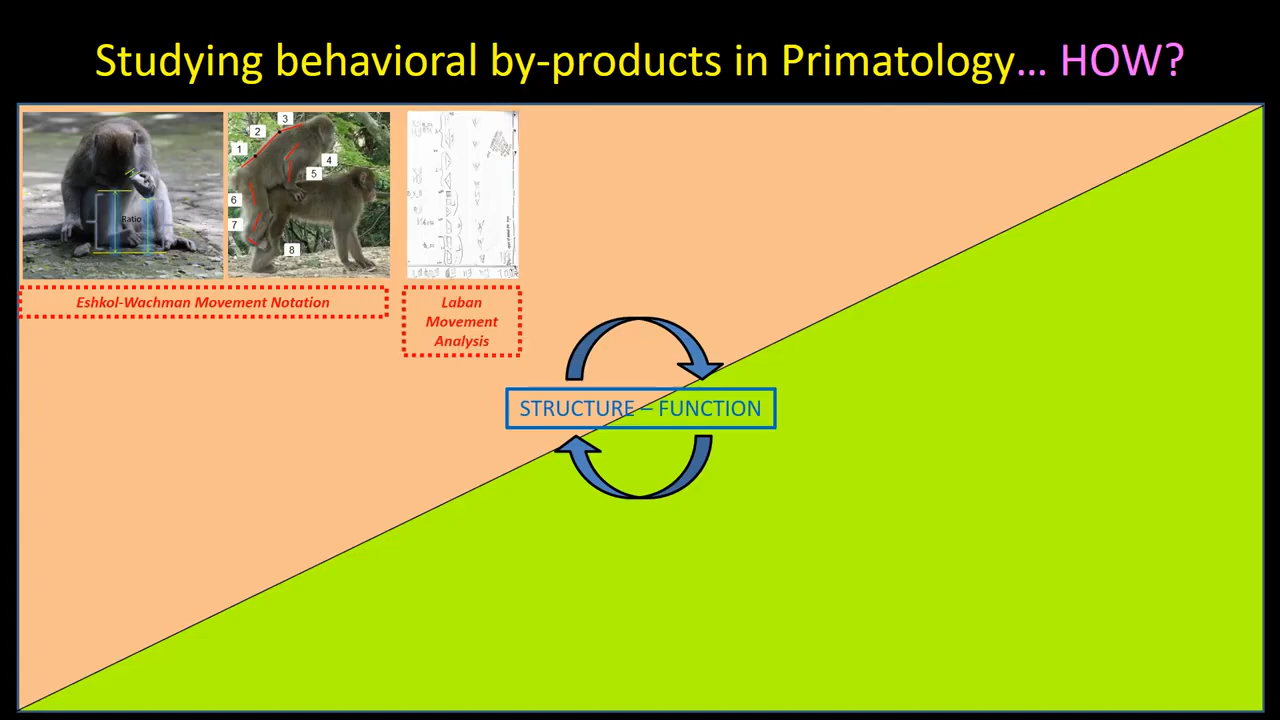 Studying behavioral by-products in Primatology... HOW?
3
2
1
4
5
Ratio
6
7
8
Eshkol-Wachman Movement Notation
Laban
Movement
Analysis
STRUCTURE – FUNCTION